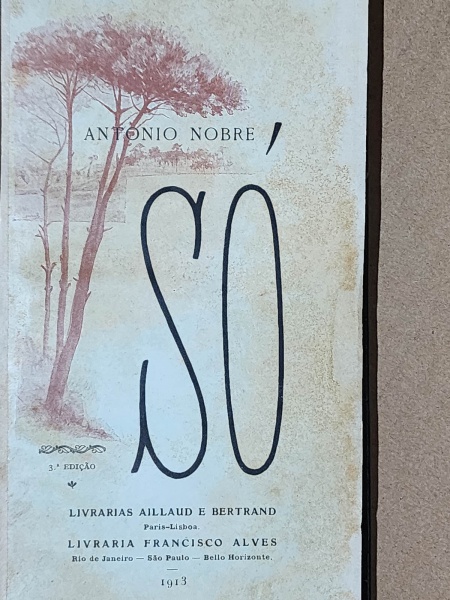 ANTÓNIO NOBRE
SÓ
3.ª EDIÇÃO
LIVRARIAS AILLAUD E BERTRAND
Paris-Lisboa.
LIVRARIA FRANCISCO ALVES
Rio de Janeiro — São Paulo — Bello Horizonte.
1913